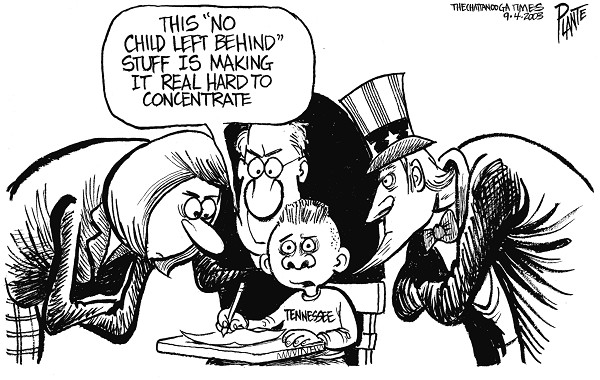 THE CHATTANOOGA TIMES
9.4.2003
PLANTE
THIS "NO
CHILD LEFT BEHIND"
STUFF IS MAKING
IT REAL HARD TO
CONCENTRATE
TENNESSEE